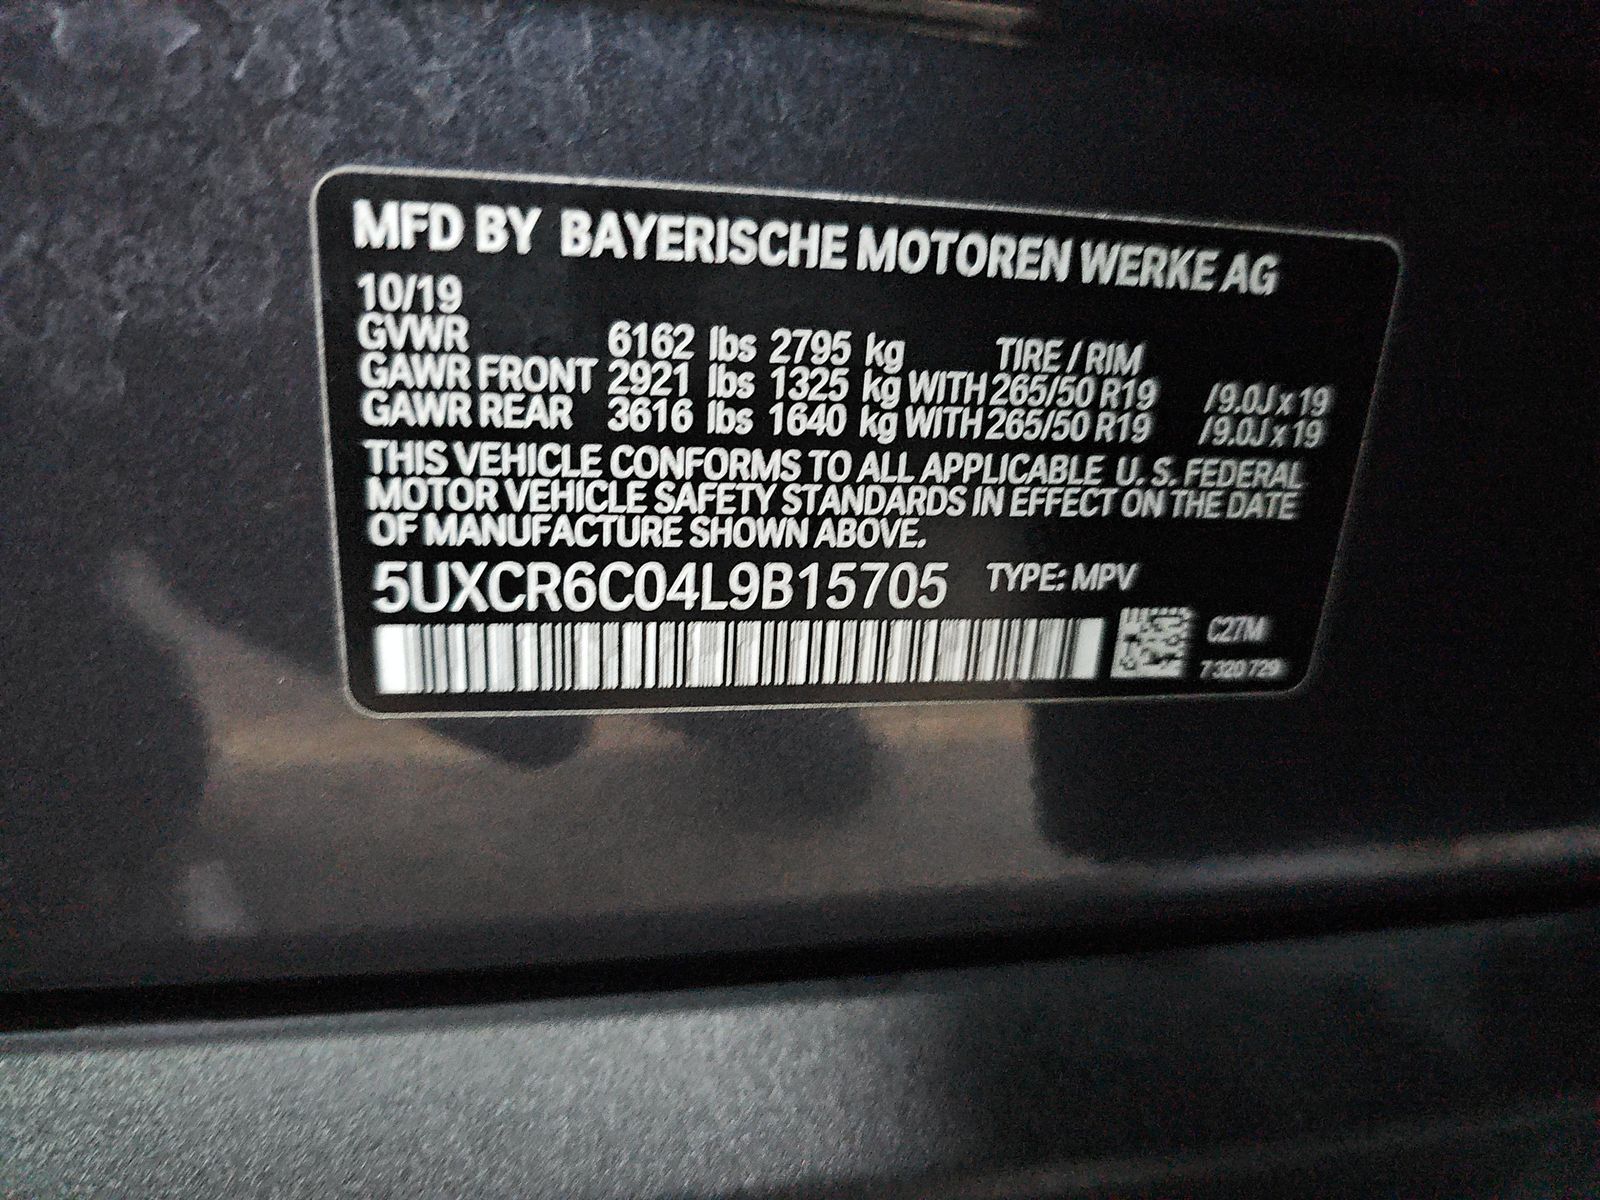 MFD BY BAYERISCHE MOTOREN WERKE AG
10/19
GVWR 6162 lbs 2795 kg TIRE / RIM
GAWR FRONT 2921 lbs 1325 kg WITH 265/50 R19 /9.0J x 19
GAWR REAR 3616 lbs 1640 kg WITH 265/50 R19 /9.0J x 19
THIS VEHICLE CONFORMS TO ALL APPLICABLE U.S. FEDERAL
MOTOR VEHICLE SAFETY STANDARDS IN EFFECT ON THE DATE
OF MANUFACTURE SHOWN ABOVE.
5UXCR6C04L9B15705 TYPE: MPV
C27M
7 320 729